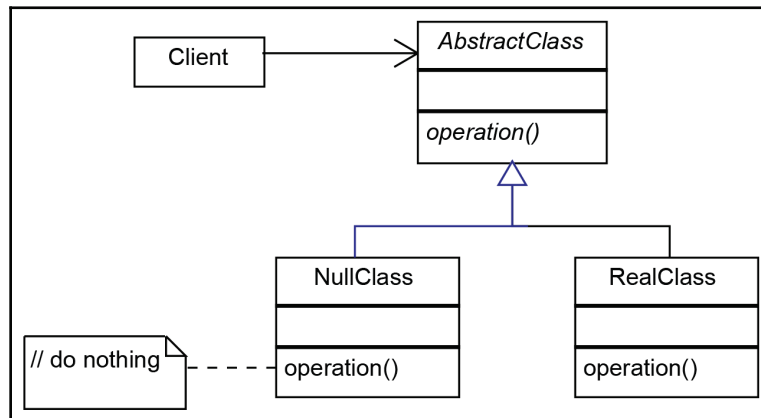 Client
AbstractClass
operation()
NullClass
RealClass
// do nothing
operation()
operation()